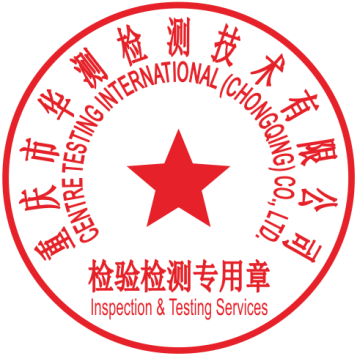 重庆市华测检测技术有限公司
CENTRE TESTING INTERNATIONAL (CHONGQING) CO., LTD.
检验检测专用章
Inspection & Testing Services